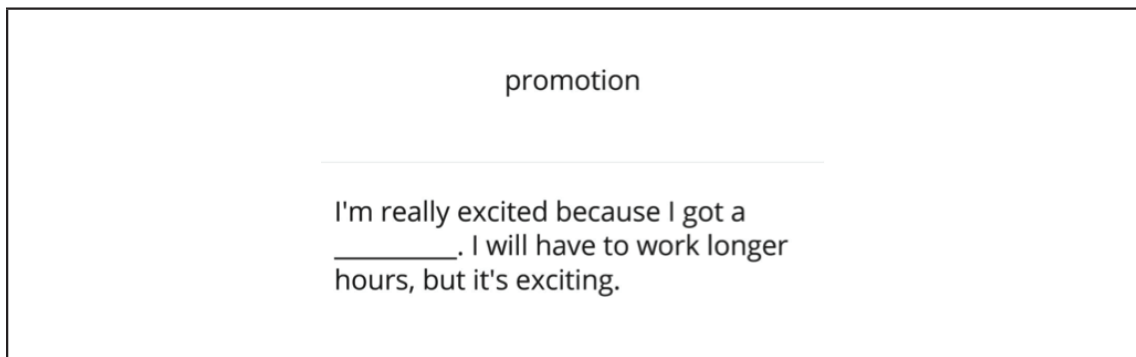 promotion
I'm really excited because I got a
_________. I will have to work longer
hours, but it's exciting.